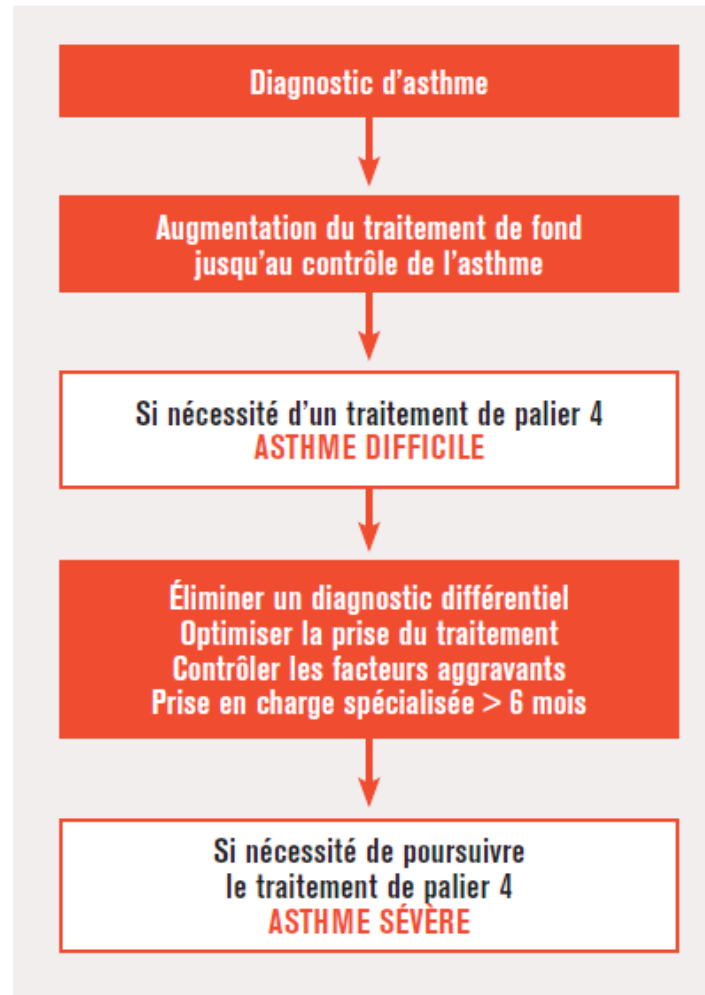 Diagnostic d'asthme
Augmentation du traitement de fond
jusqu'au contrôle de l'asthme
Si nécessité d'un traitement de palier 4
ASTHME DIFFICILE
Éliminer un diagnostic différentiel
Optimiser la prise du traitement
Contrôler les facteurs aggravants
Prise en charge spécialisée > 6 mois
Si nécessité de poursuivre
le traitement de palier 4
ASTHME SÉVÈRE